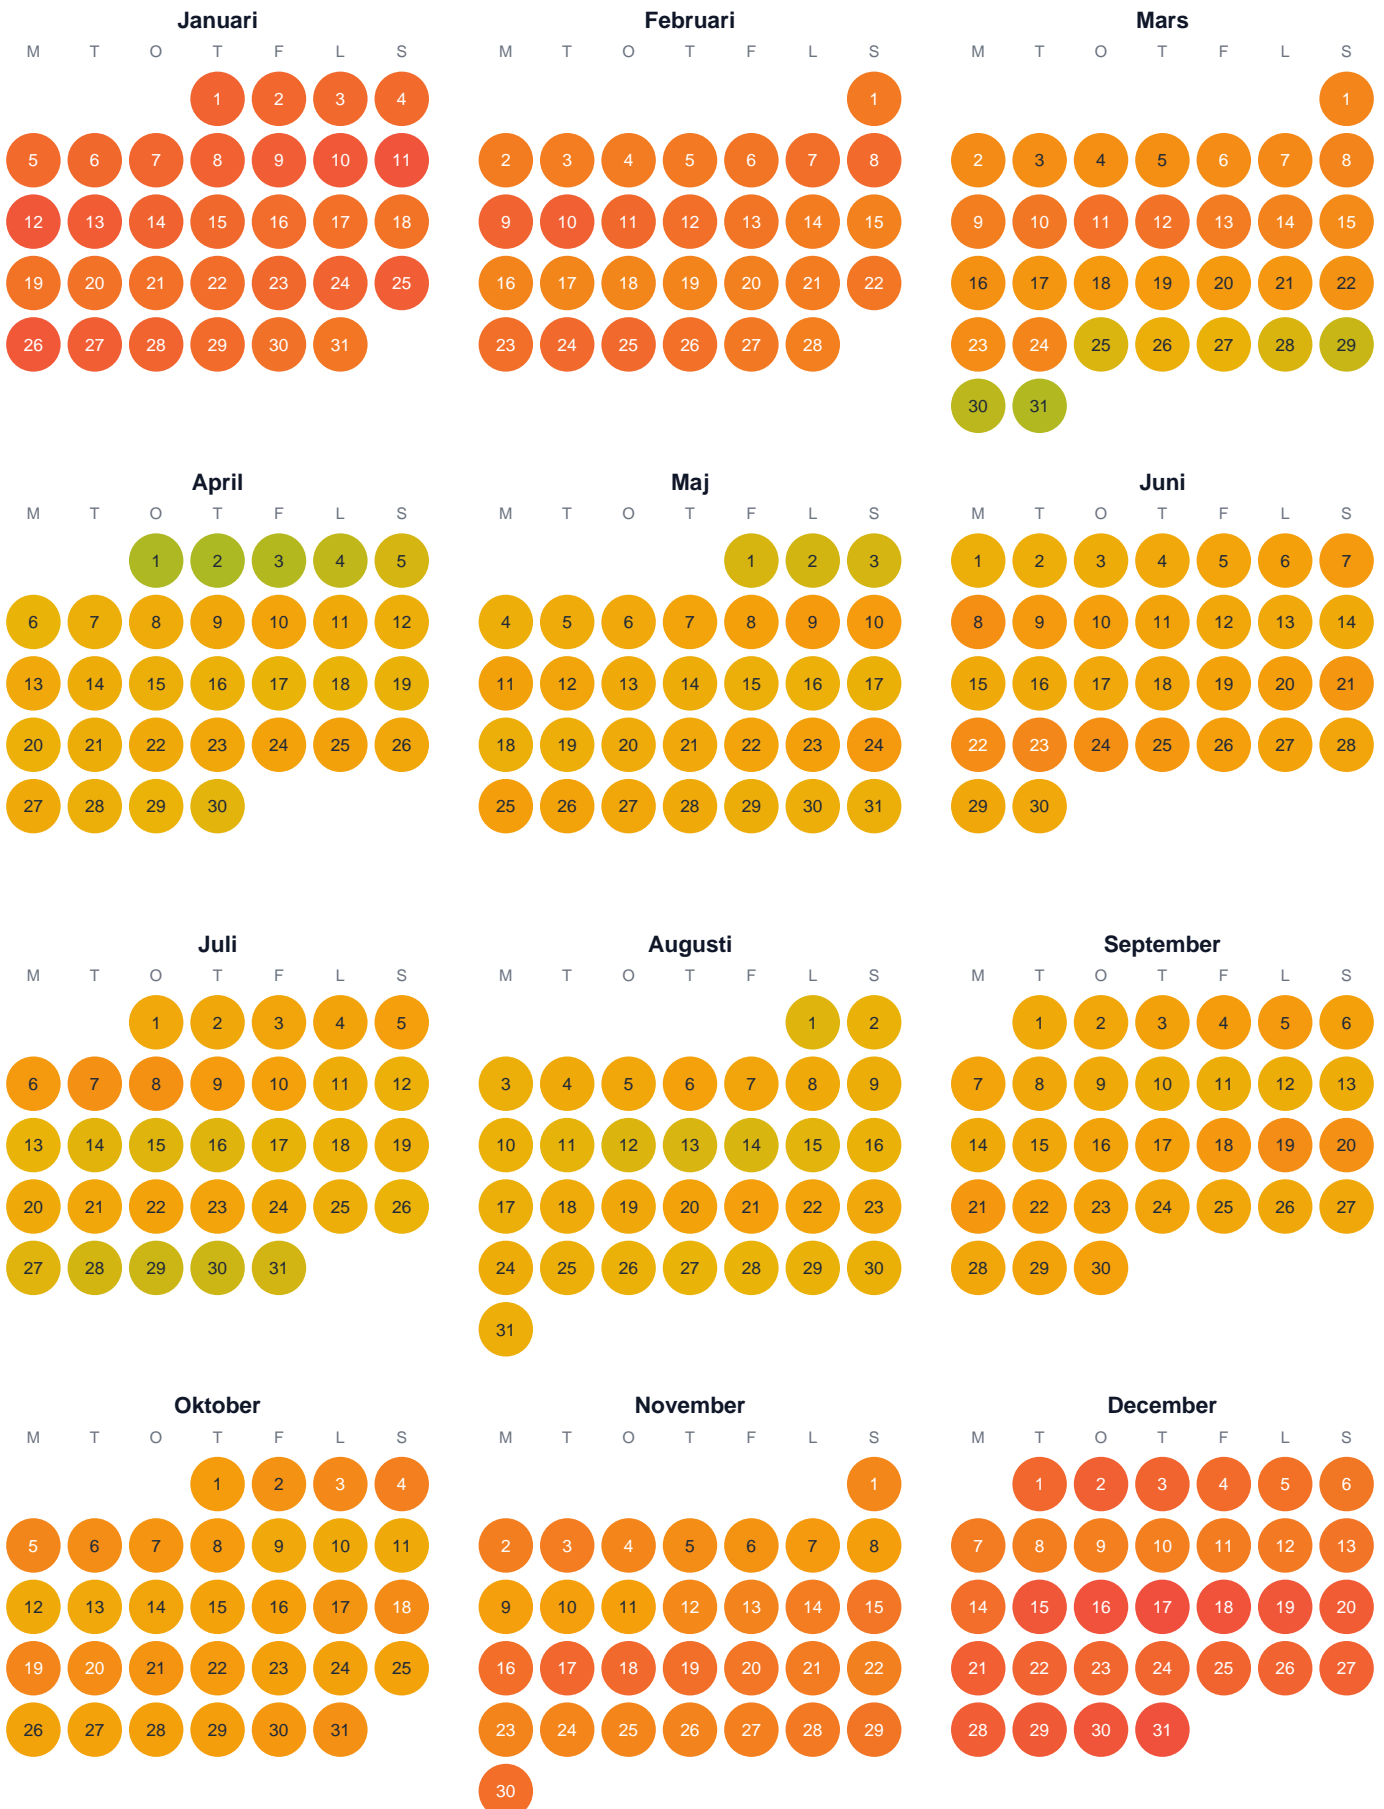 Januari Februari Mars
M T O T F L S M T O T F L S M T O T F L S
1 2 3 4 1 1
5 6 7 8 9 10 11 2 3 4 5 6 7 8 2 3 4 5 6 7 8
12 13 14 15 16 17 18 9 10 11 12 13 14 15 9 10 11 12 13 14 15
19 20 21 22 23 24 25 16 17 18 19 20 21 22 16 17 18 19 20 21 22
26 27 28 29 30 31 23 24 25 26 27 28 23 24 25 26 27 28 29
30 31
April Maj Juni
M T O T F L S M T O T F L S M T O T F L S
1 2 3 4 5 1 2 3 1 2 3 4 5 6 7
6 7 8 9 10 11 12 4 5 6 7 8 9 10 8 9 10 11 12 13 14
13 14 15 16 17 18 19 11 12 13 14 15 16 17 15 16 17 18 19 20 21
20 21 22 23 24 25 26 18 19 20 21 22 23 24 22 23 24 25 26 27 28
27 28 29 30 25 26 27 28 29 30 31 29 30
Juli Augusti September
M T O T F L S M T O T F L S M T O T F L S
1 2 3 4 5 1 2 1 2 3 4 5 6
6 7 8 9 10 11 12 3 4 5 6 7 8 9 7 8 9 10 11 12 13
13 14 15 16 17 18 19 10 11 12 13 14 15 16 14 15 16 17 18 19 20
20 21 22 23 24 25 26 17 18 19 20 21 22 23 21 22 23 24 25 26 27
27 28 29 30 31 24 25 26 27 28 29 30 28 29 30
31
Oktober November December
M T O T F L S M T O T F L S M T O T F L S
1 2 3 4 1 1 2 3 4 5 6
5 6 7 8 9 10 11 2 3 4 5 6 7 8 7 8 9 10 11 12 13
12 13 14 15 16 17 18 9 10 11 12 13 14 15 14 15 16 17 18 19 20
19 20 21 22 23 24 25 16 17 18 19 20 21 22 21 22 23 24 25 26 27
26 27 28 29 30 31 23 24 25 26 27 28 29 28 29 30 31
30